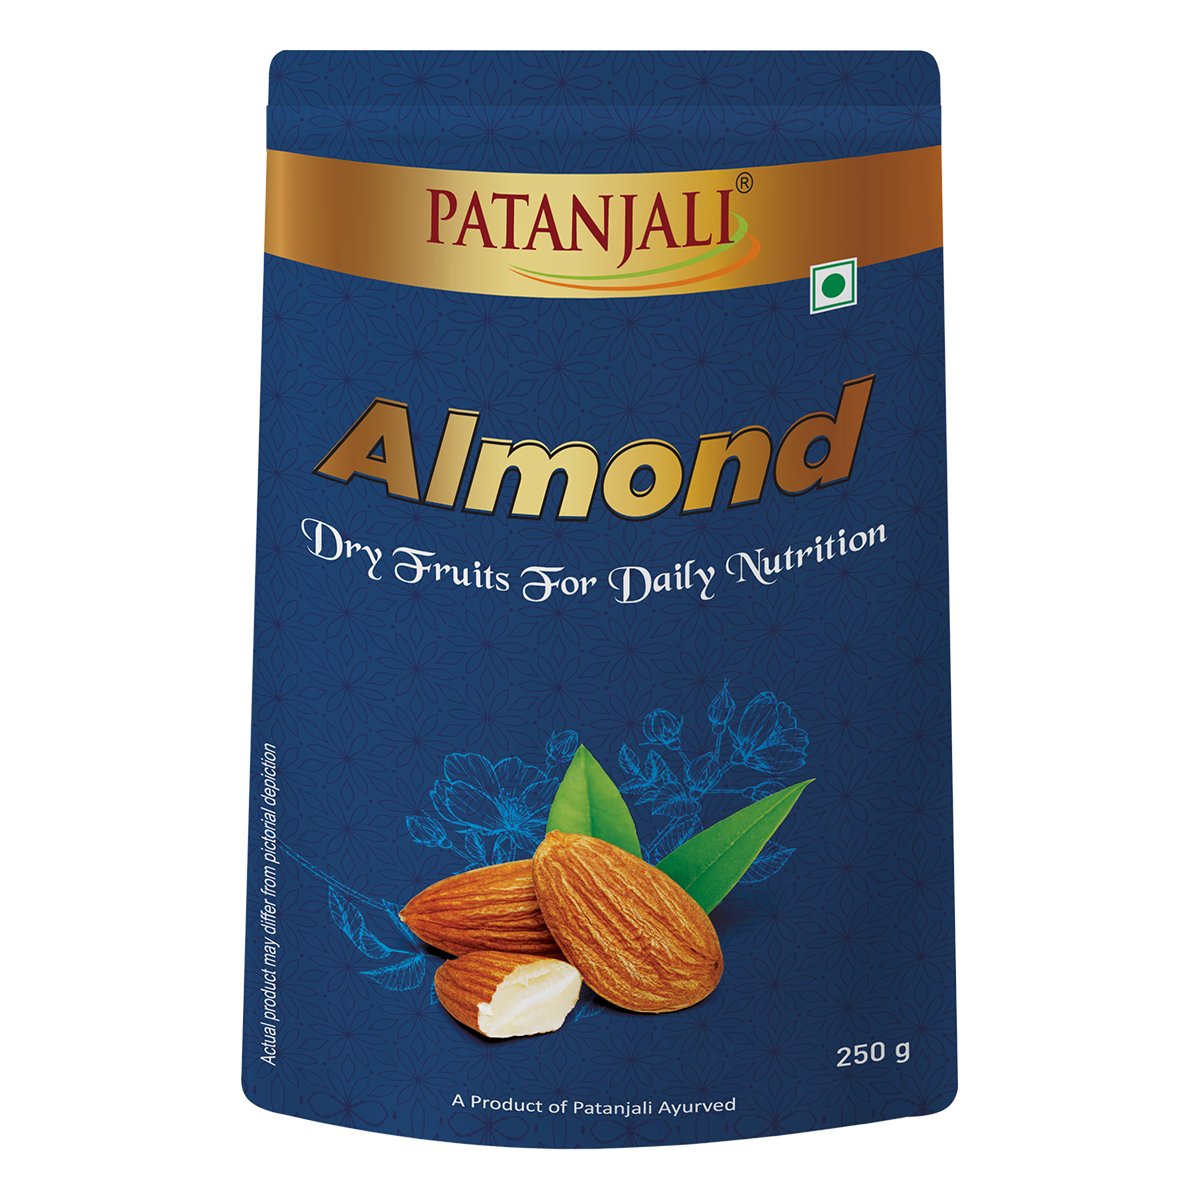 PATANJALI®
Almond
Dry Fruits For Daily Nutrition
Actual product may differ from pictorial depiction
250 g
A Product of Patanjali Ayurved